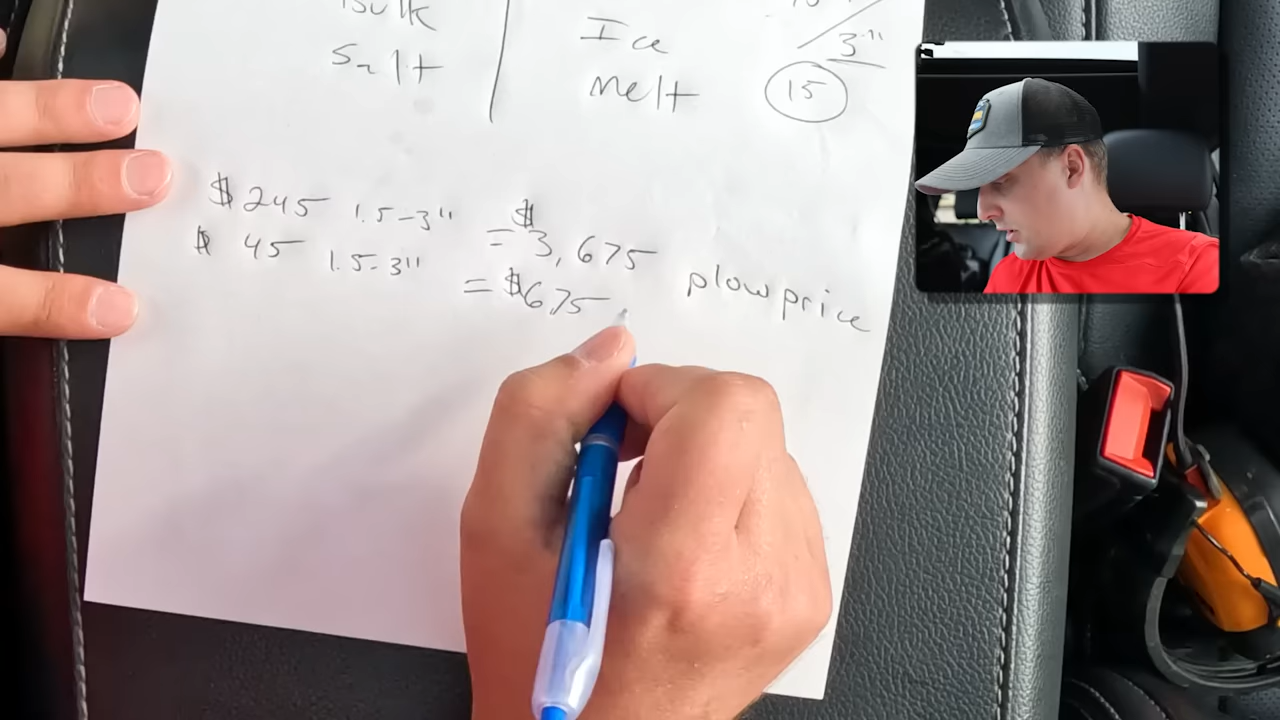 Bulk
Salt
Ice
Melt
3"
15
$245 1.5-3" = $3,675 plow price
$ 45 1.5-3" = $675